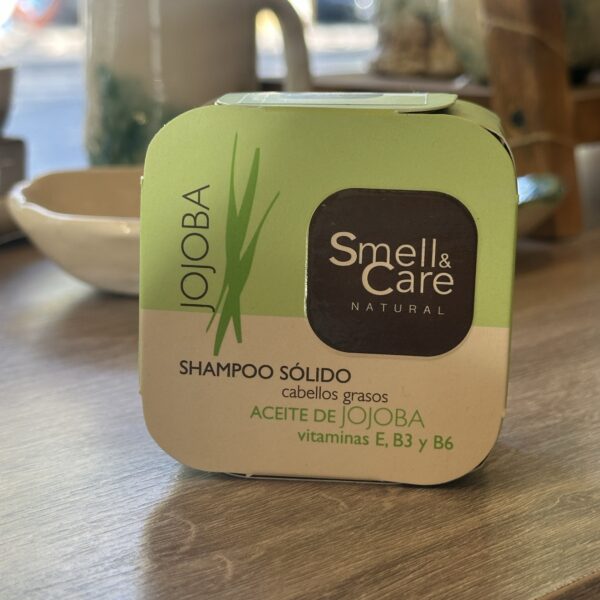 JOJOBA
Smell&
Care
NATURAL
SHAMPOO SÓLIDO
cabellos grasos
ACEITE DE JOJOBA
vitaminas E, B3 y B6